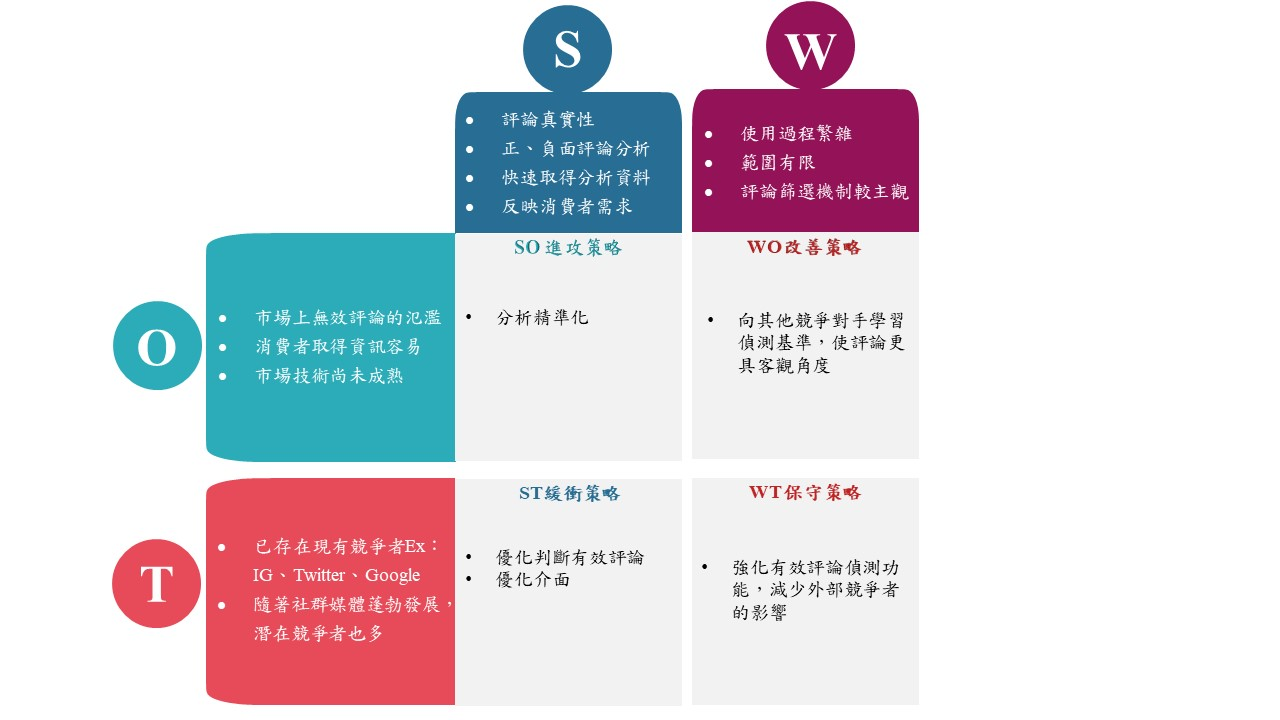 S
W
● 評論真實性
● 正、負面評論分析
● 快速取得分析資料
● 反映消費者需求
● 使用過程繁雜
● 範圍有限
● 評論篩選機制較主觀
O
● 市場上無效評論的氾濫
● 消費者取得資訊容易
● 市場技術尚未成熟
SO 進攻策略
• 分析精準化
WO改善策略
• 向其他競爭對手學習
偵測基準，使評論更
具客觀角度
T
● 已存在現有競爭者Ex：
IG、Twitter、Google
● 隨著社群媒體蓬勃發展，
潛在競爭者也多
ST緩衝策略
• 優化判斷有效評論
• 優化介面
WT保守策略
• 強化有效評論偵測功
能，減少外部競爭者
的影響